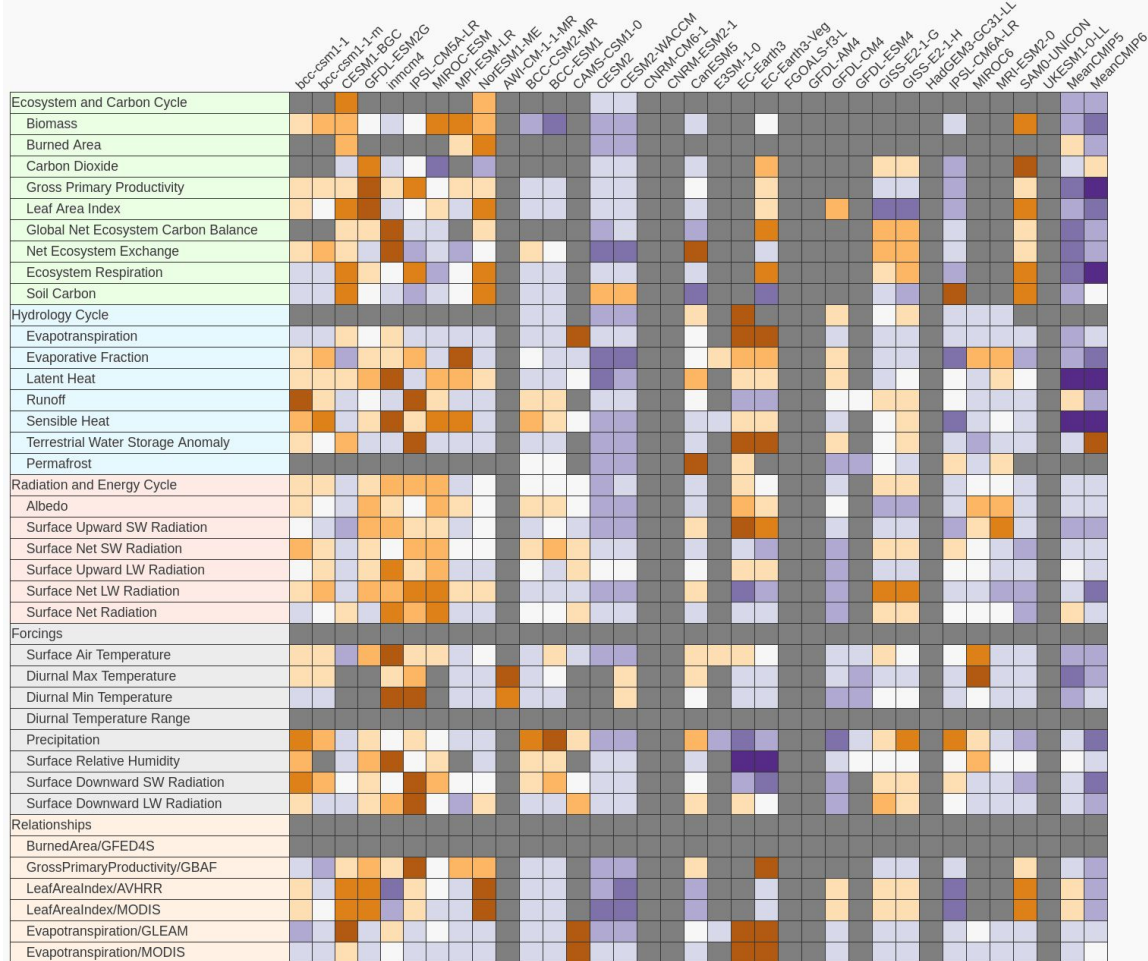 bcc-csm1-1
bcc-csm1-1-m
CESM1-BGC
GFDL-ESM2G
inmcm4
IPSL-CM5A-LR
MIROC-ESM
MPI-ESM-LR
NorESM1-ME
AWI-CM-1-1-MR
BCC-CSM2-MR
BCC-ESM1
CAMS-CSM1-0
CESM2
CESM2-WACCM
CNRM-CM6-1
CNRM-ESM2-1
CanESM5
E3SM-1-0
EC-Earth3
EC-Earth3-Veg
FGOALS-f3-L
GFDL-AM4
GFDL-CM4
GFDL-ESM4
GISS-E2-1-G
GISS-E2-1-H
HadGEM3-GC31-LL
IPSL-CM6A-LR
MIROC6
MRI-ESM2-0
SAM0-UNICON
UKESM1-0-LL
MeanCMIP5
MeanCMIP6
Ecosystem and Carbon Cycle
Biomass
Burned Area
Carbon Dioxide
Gross Primary Productivity
Leaf Area Index
Global Net Ecosystem Carbon Balance
Net Ecosystem Exchange
Ecosystem Respiration
Soil Carbon
Hydrology Cycle
Evapotranspiration
Evaporative Fraction
Latent Heat
Runoff
Sensible Heat
Terrestrial Water Storage Anomaly
Permafrost
Radiation and Energy Cycle
Albedo
Surface Upward SW Radiation
Surface Net SW Radiation
Surface Upward LW Radiation
Surface Net LW Radiation
Surface Net Radiation
Forcings
Surface Air Temperature
Diurnal Max Temperature
Diurnal Min Temperature
Diurnal Temperature Range
Precipitation
Surface Relative Humidity
Surface Downward SW Radiation
Surface Downward LW Radiation
Relationships
BurnedArea/GFED4S
GrossPrimaryProductivity/GBAF
LeafAreaIndex/AVHRR
LeafAreaIndex/MODIS
Evapotranspiration/GLEAM
Evapotranspiration/MODIS